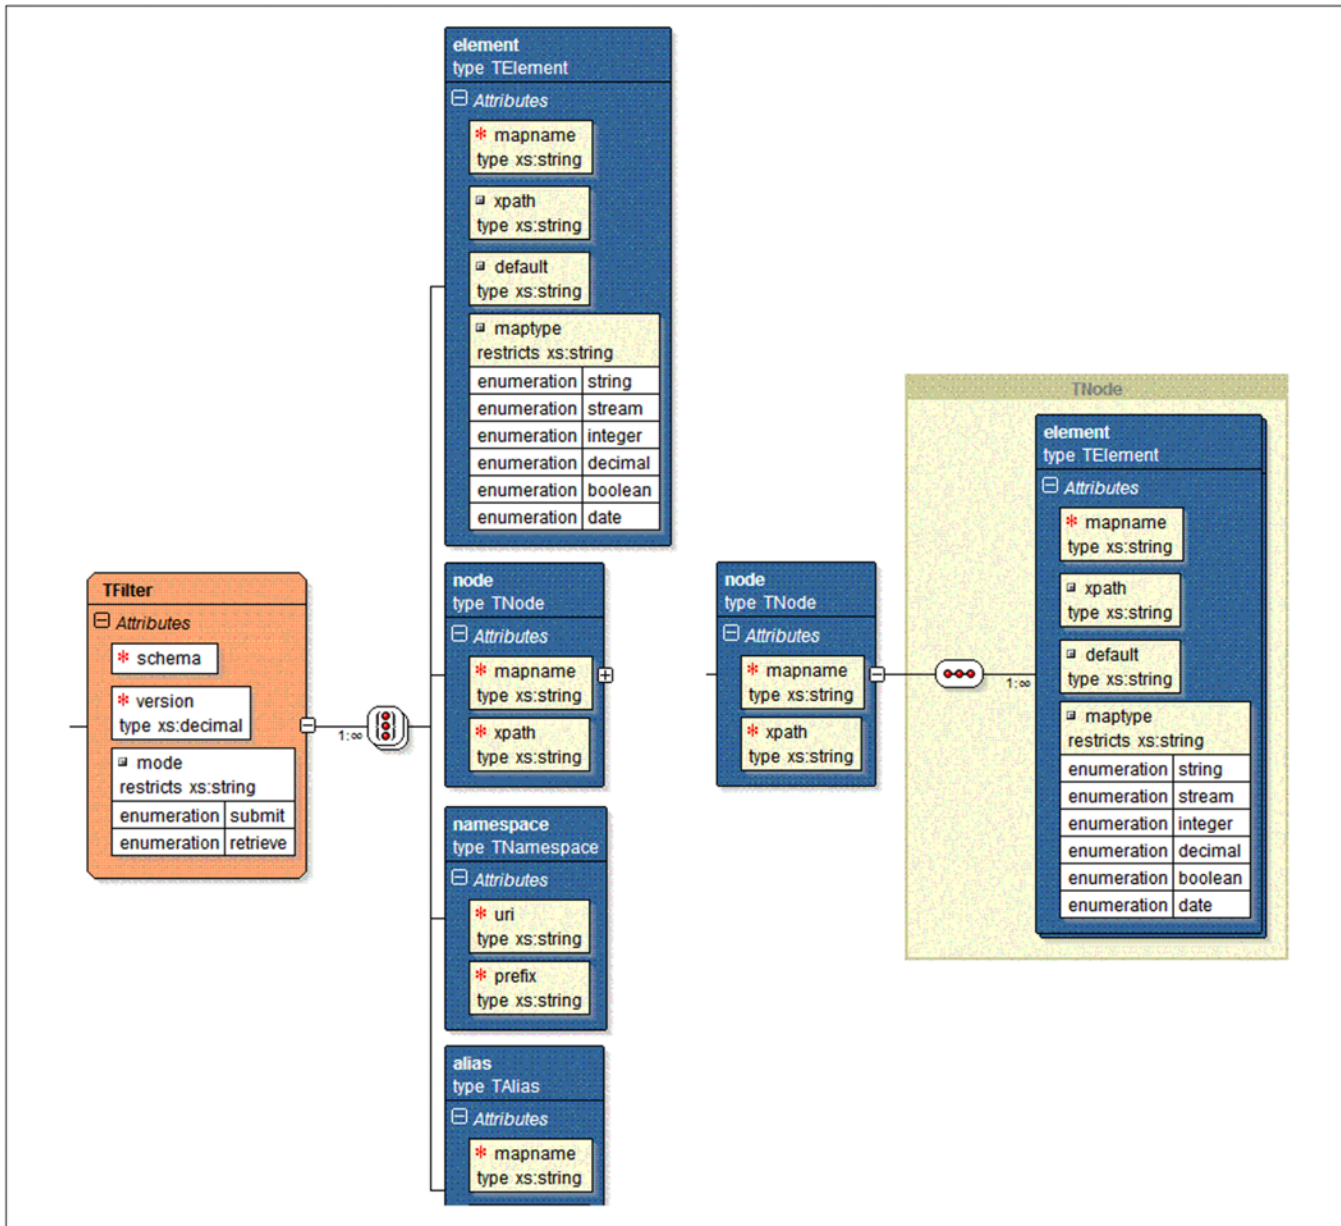 element
type TElement
Attributes
* mapname
type xs:string
xpath
type xs:string
default
type xs:string
maptype
restricts xs:string
enumeration string
enumeration stream
enumeration integer
enumeration decimal
enumeration boolean
enumeration date
TFilter
Attributes
* schema
* version
type xs:decimal
mode
restricts xs:string
enumeration submit
enumeration retrieve
1:∞
node
type TNode
Attributes
* mapname
type xs:string
* xpath
type xs:string
namespace
type TNamespace
Attributes
* uri
type xs:string
* prefix
type xs:string
alias
type TAlias
Attributes
* mapname
type xs:string
node
type TNode
Attributes
* mapname
type xs:string
* xpath
type xs:string
1:∞
TNode
element
type TElement
Attributes
* mapname
type xs:string
xpath
type xs:string
default
type xs:string
maptype
restricts xs:string
enumeration string
enumeration stream
enumeration integer
enumeration decimal
enumeration boolean
enumeration date